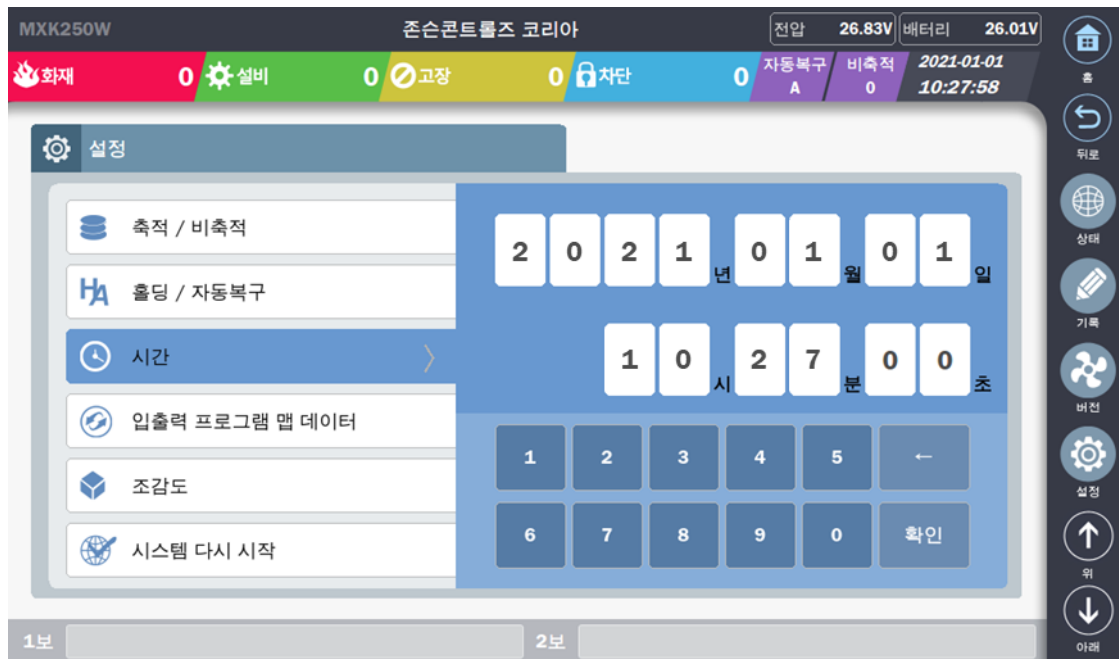 MXK250W 존슨콘트롤즈 코리아 전압 26.83V 배터리 26.01V
화재 0 설비 0 고장 0 차단 0 자동복구 A 비축적 0 2021-01-01 10:27:58
홈
뒤로
상태
기록
버전
설정
위
아래
설정
축적 / 비축적
HA 홀딩 / 자동복구
시간
입출력 프로그램 맵 데이터
조감도
시스템 다시 시작
2 0 2 1 년 0 1 월 0 1 일
1 0 시 2 7 분 0 0 초
1 2 3 4 5 ←
6 7 8 9 0 확인
1보 2보